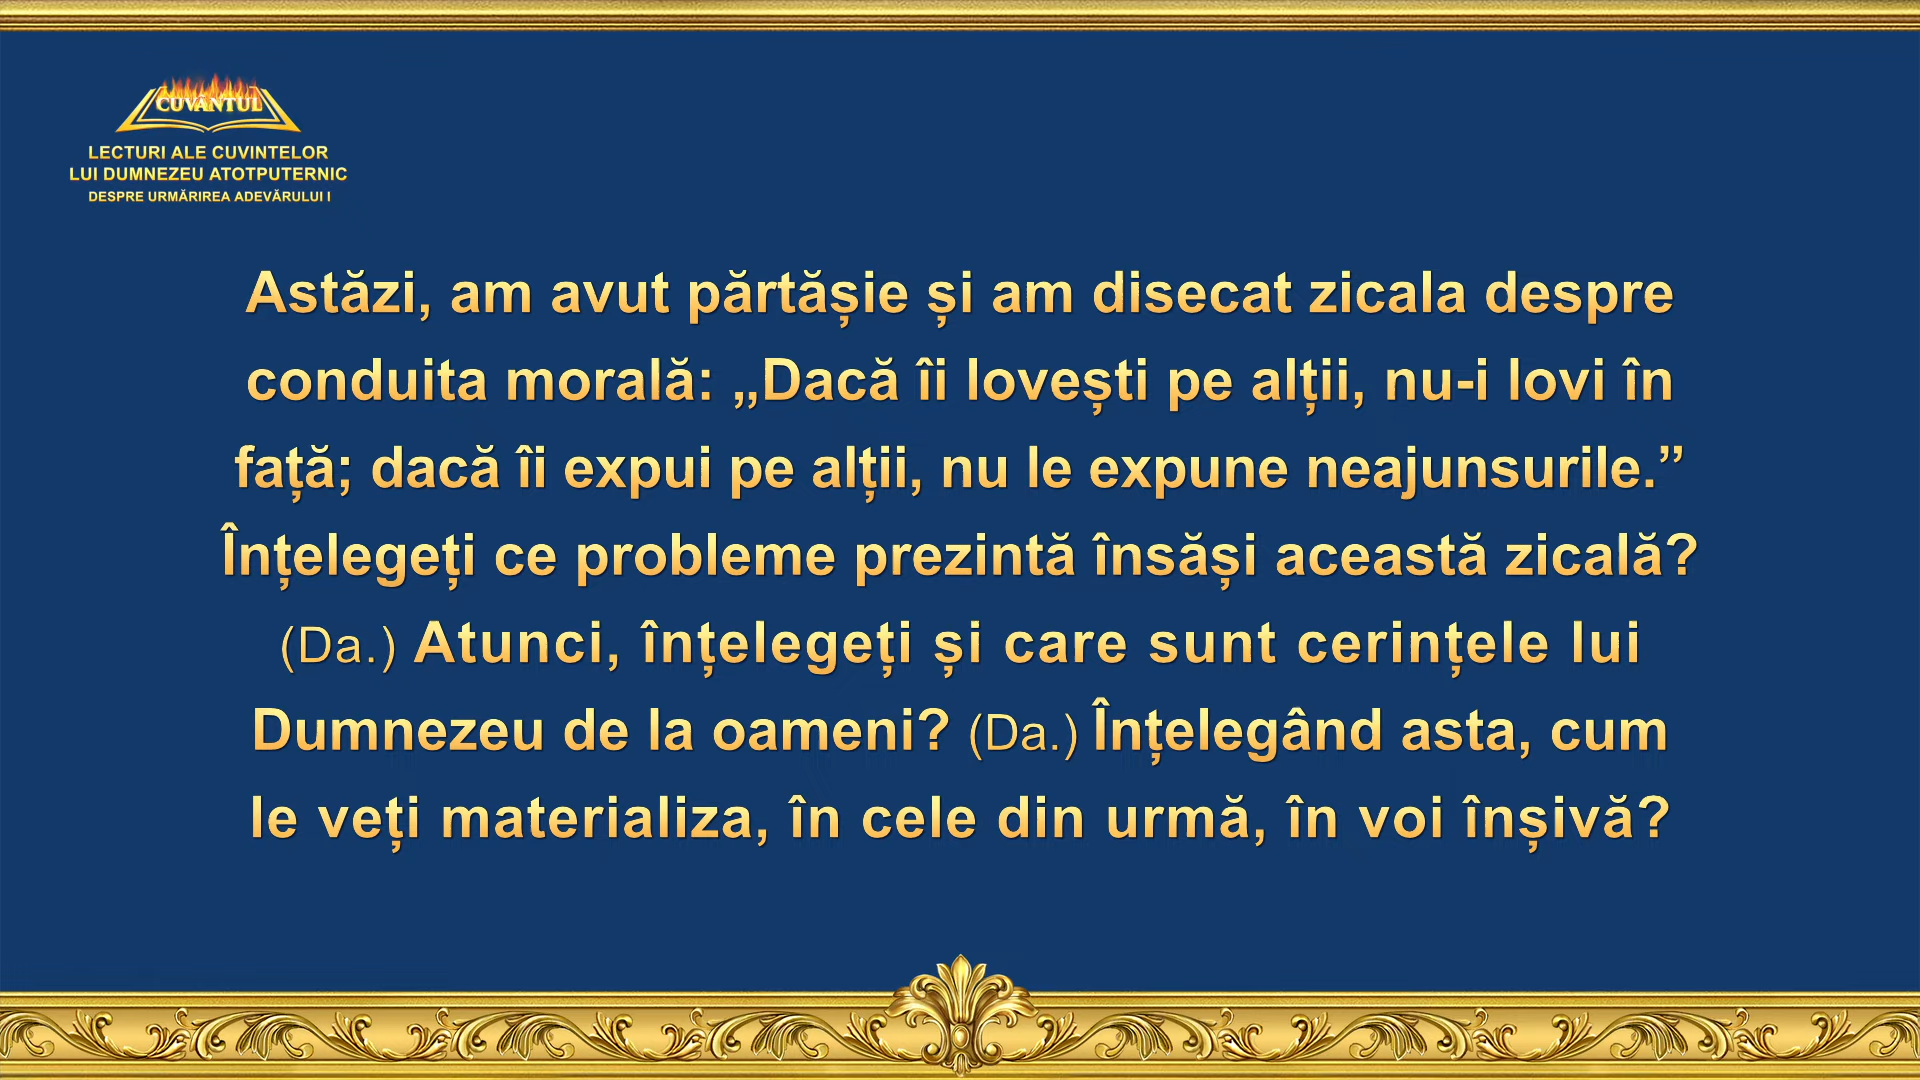 CUVÂNTUL
LECTURI ALE CUVINTELOR
LUI DUMNEZEU ATOTPUTERNIC
DESPRE URMĂRIREA ADEVĂRULUI I
Astăzi, am avut părtășie și am disecat zicala despre
conduita morală: „Dacă îi lovești pe alții, nu-i lovi în
față; dacă îi expui pe alții, nu le expune neajunsurile.”
Înțelegeți ce probleme prezintă însăși această zicală?
(Da.) Atunci, înțelegeți și care sunt cerințele lui
Dumnezeu de la oameni? (Da.) Înțelegând asta, cum
le veți materializa, în cele din urmă, în voi înșivă?